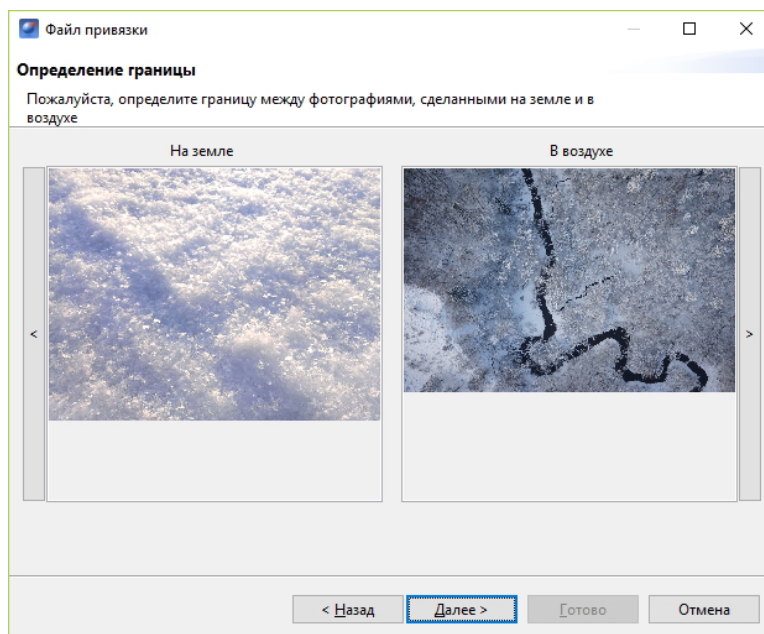 Файл привязки
Определение границы
Пожалуйста, определите границу между фотографиями, сделанными на земле и в
воздухе
На земле
В воздухе
<
>
< Назад
Далее >
Готово
Отмена